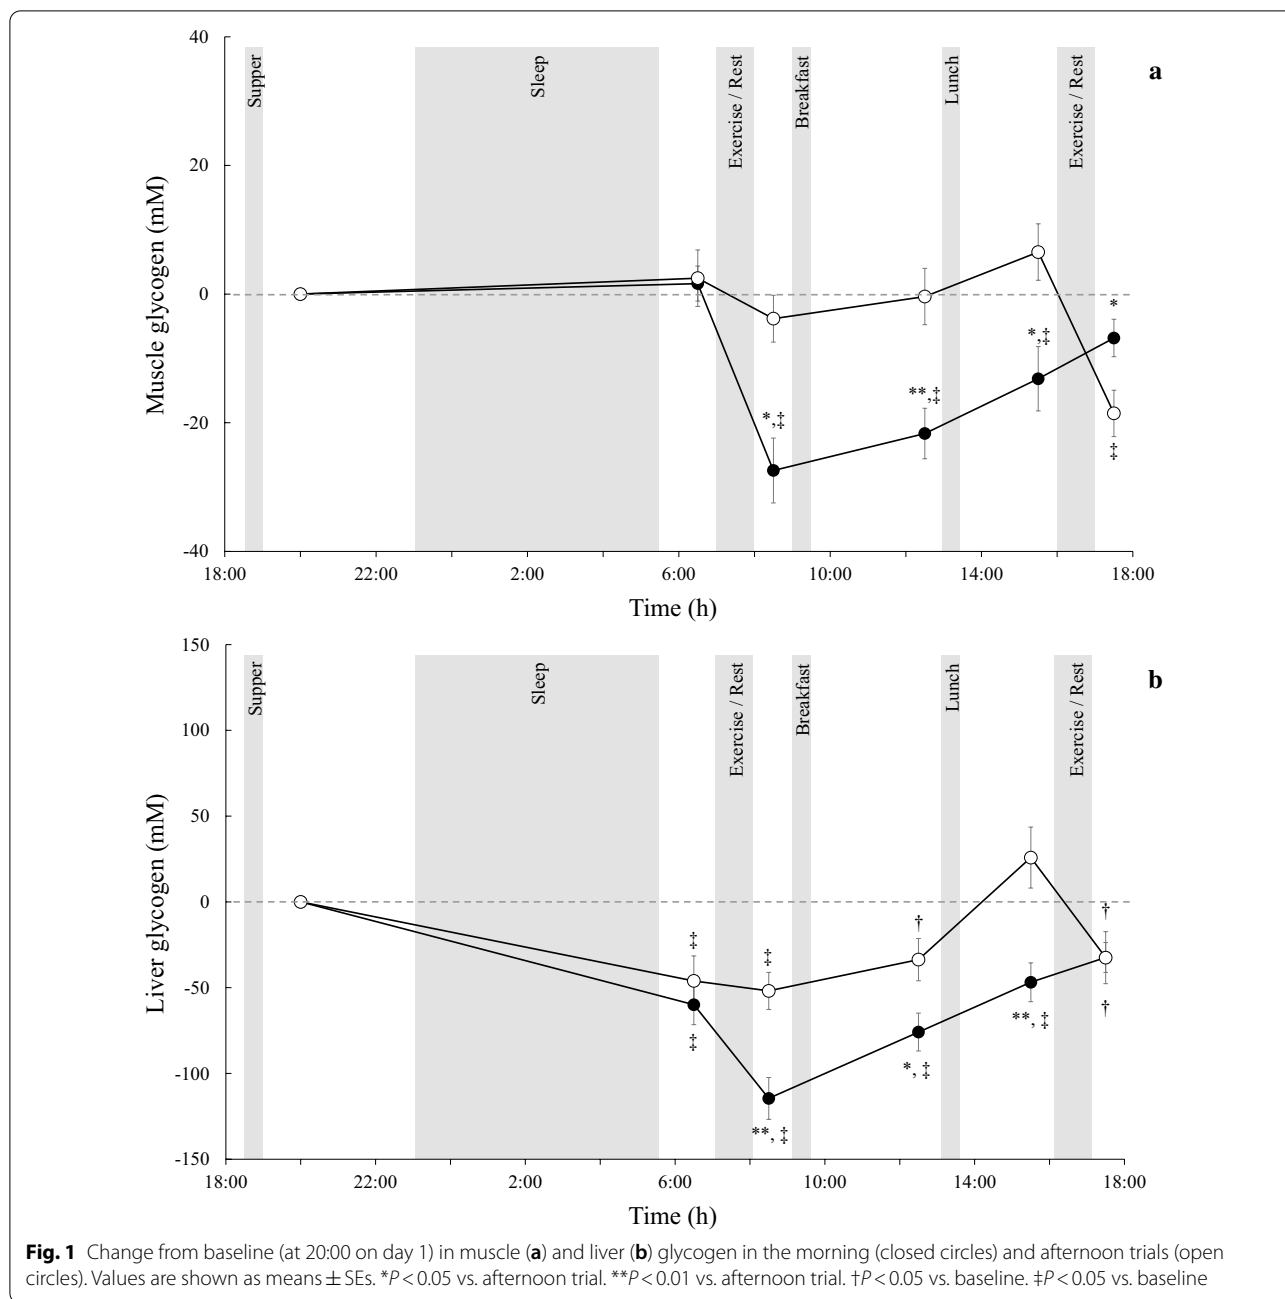 a
40
20
0
-20
-40
Muscle glycogen (mM)
Supper
Sleep
Exercise / Rest
Breakfast
Lunch
Exercise / Rest
*,‡
**,‡
*,‡
*
‡
18:00 22:00 2:00 6:00 10:00 14:00 18:00
Time (h)
b
150
100
50
0
-50
-100
-150
Liver glycogen (mM)
Supper
Sleep
Exercise / Rest
Breakfast
Lunch
Exercise / Rest
‡
‡
†
†
‡
**, ‡
*, ‡
**, ‡
†
18:00 22:00 2:00 6:00 10:00 14:00 18:00
Time (h)
Fig. 1 Change from baseline (at 20:00 on day 1) in muscle (a) and liver (b) glycogen in the morning (closed circles) and afternoon trials (open
circles). Values are shown as means ± SEs. *P < 0.05 vs. afternoon trial. **P < 0.01 vs. afternoon trial. †P < 0.05 vs. baseline. ‡P < 0.05 vs. baseline